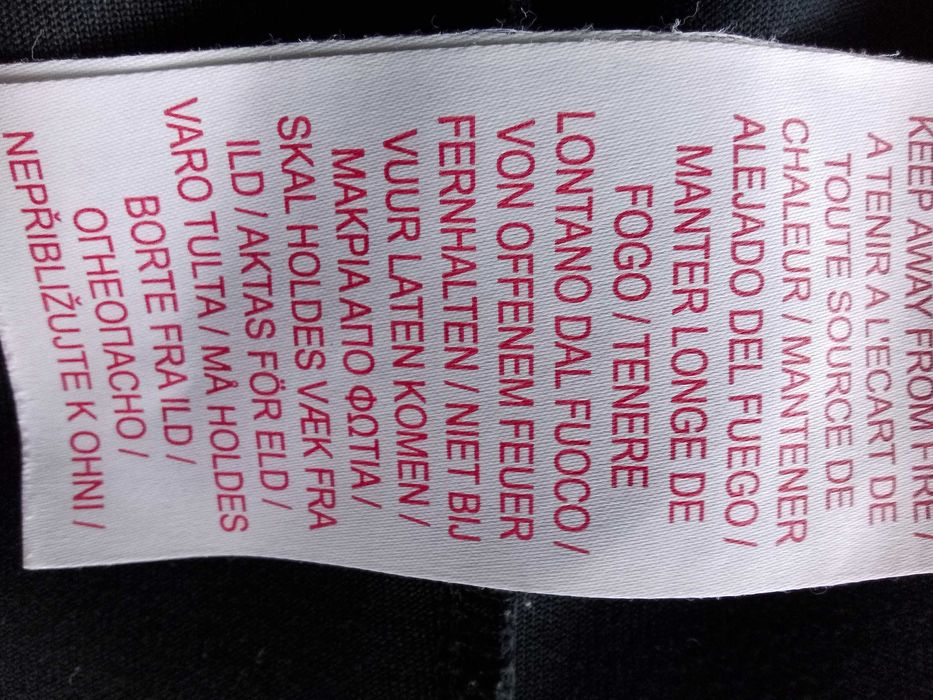 KEEP AWAY FROM FIRE /
A TENIR A L'ECART DE
TOUTE SOURCE DE
CHALEUR / MANTENER
ALEJADO DEL FUEGO /
MANTER LONGE DE
FOGO / TENERE
LONTANO DAL FUOCO /
VON OFFENEM FEUER
FERNHALTEN / NIET BIJ
VUUR LATEN KOMEN /
ΜΑΚΡΙΑ ΑΠΟ ΦΩΤΙΑ /
SKAL HOLDES VÆK FRA
ILD / AKTAS FÖR ELD /
VARO TULTA / MÅ HOLDES
BORTE FRA ILD /
ОГНЕОПАСНО /
NEPŘIBLIŽUJTE K OHNI /